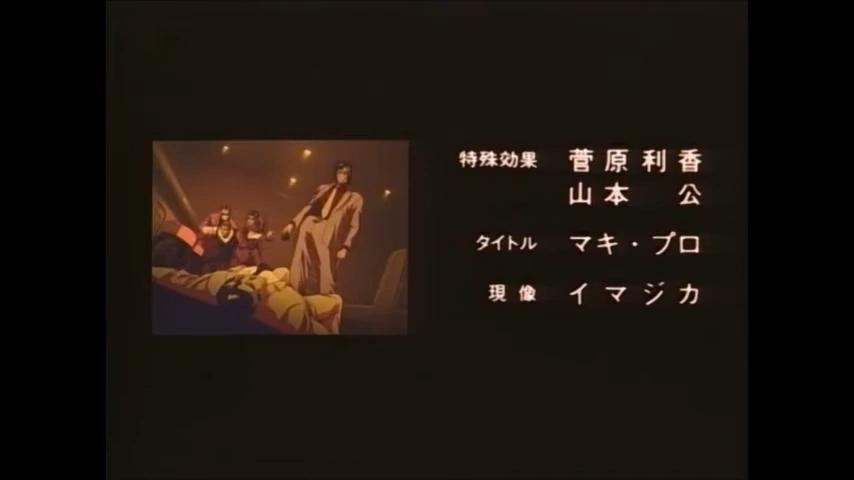 特殊効果 菅原利香
山本 公
タイトル マキ・プロ
現像 イマジカ